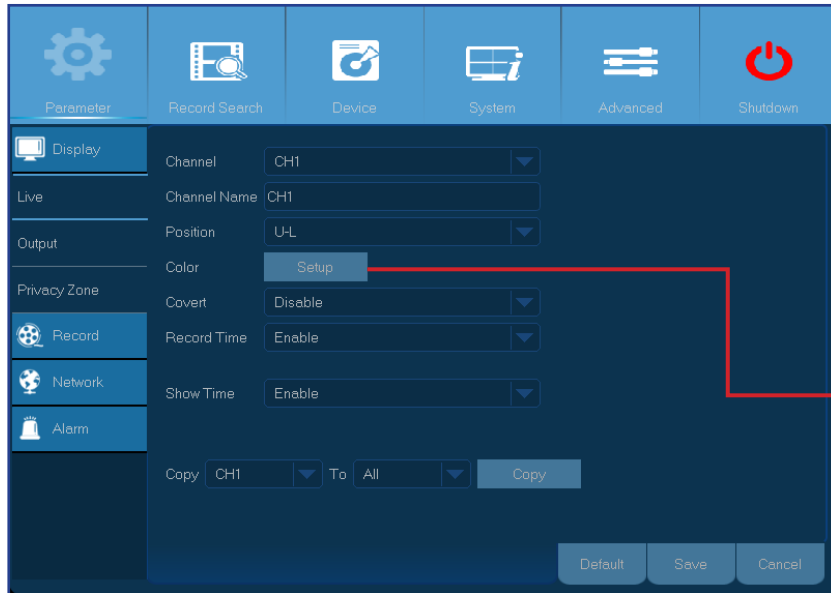 Parameter Record Search Device System Advanced Shutdown
Display
Live
Output
Privacy Zone
Record
Network
Alarm
Channel CH1
Channel Name CH1
Position U-L
Color Setup
Covert Disable
Record Time Enable
Show Time Enable
Copy CH1 To All Copy
Default Save Cancel